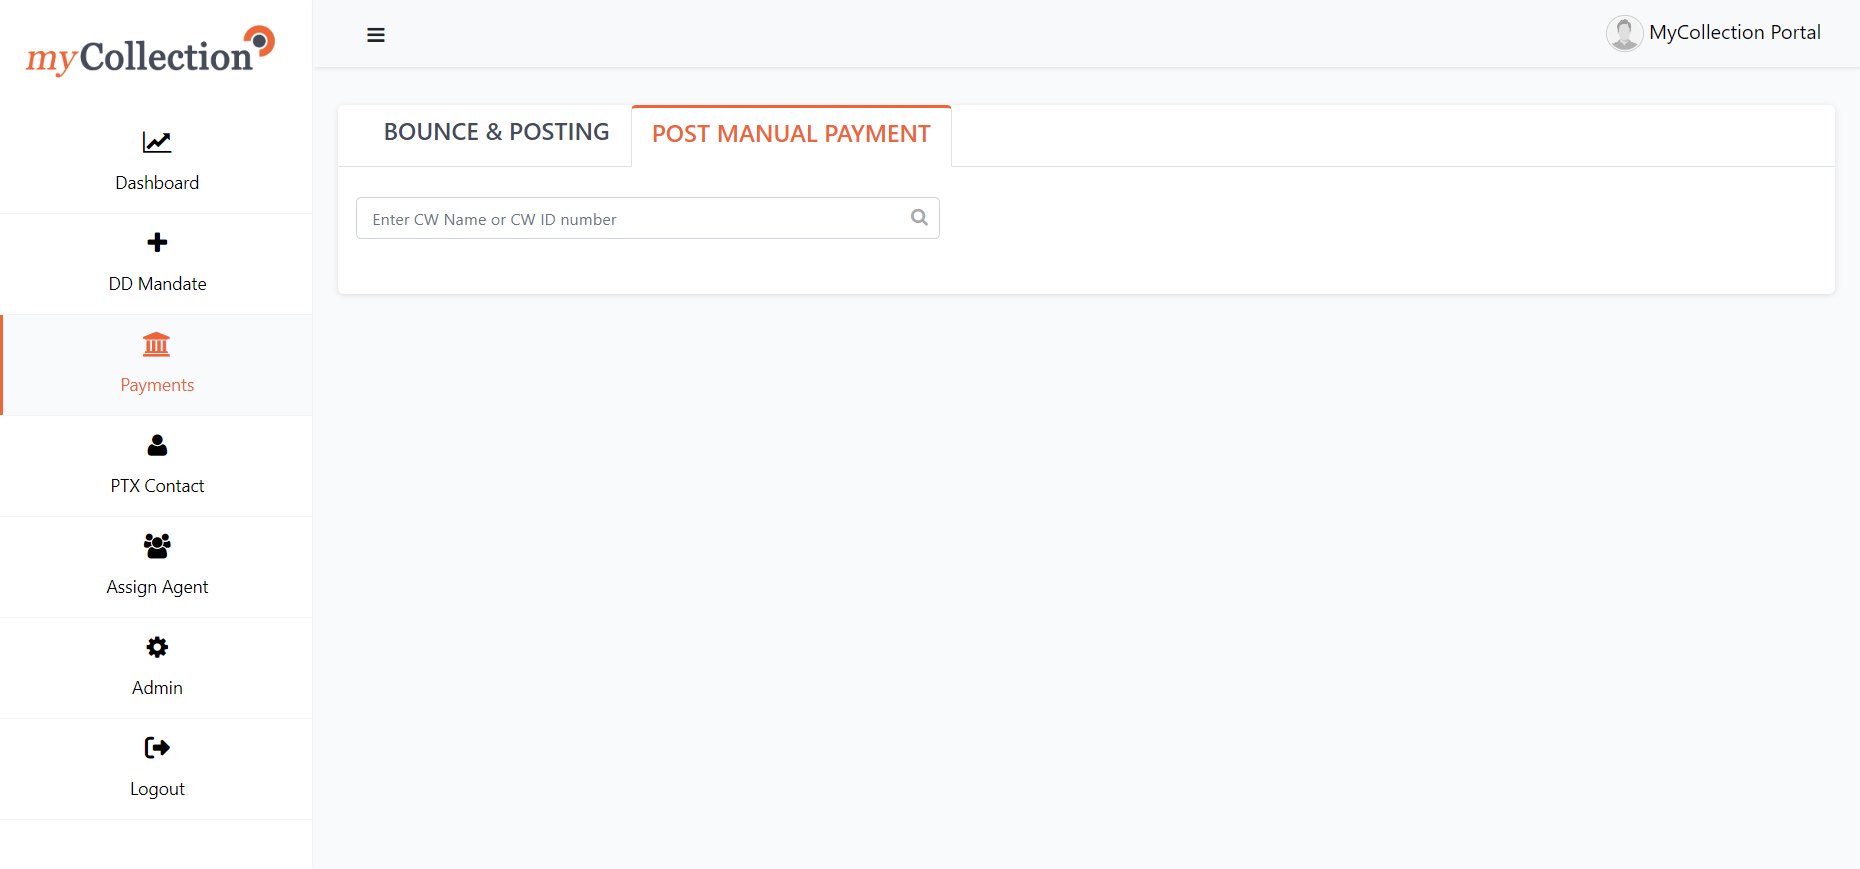 myCollection
MyCollection Portal
Dashboard
DD Mandate
Payments
PTX Contact
Assign Agent
Admin
Logout
BOUNCE & POSTING
POST MANUAL PAYMENT
Enter CW Name or CW ID number